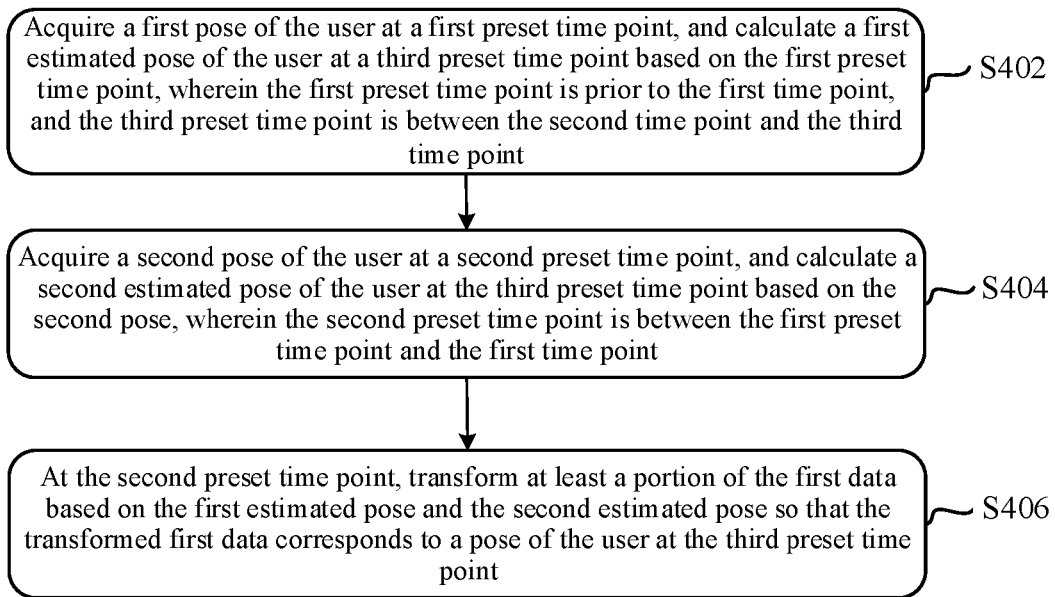 Acquire a first pose of the user at a first preset time point, and calculate a first
estimated pose of the user at a third preset time point based on the first preset
time point, wherein the first preset time point is prior to the first time point,
and the third preset time point is between the second time point and the third
time point
S402
Acquire a second pose of the user at a second preset time point, and calculate a
second estimated pose of the user at the third preset time point based on the
second pose, wherein the second preset time point is between the first preset
time point and the first time point
S404
At the second preset time point, transform at least a portion of the first data
based on the first estimated pose and the second estimated pose so that the
transformed first data corresponds to a pose of the user at the third preset time
point
S406